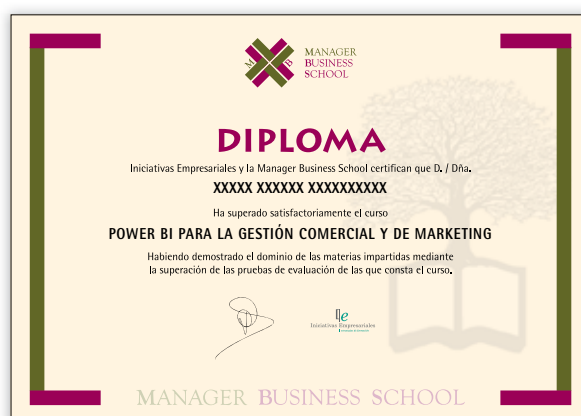 MANAGER
BUSINESS
SCHOOL
M B
DIPLOMA
Iniciativas Empresariales y la Manager Business School certifican que D. / Dña.
XXXXX XXXXXX XXXXXXXXXX
Ha superado satisfactoriamente el curso
POWER BI PARA LA GESTIÓN COMERCIAL Y DE MARKETING
Habiendo demostrado el dominio de las materias impartidas mediante
la superación de las pruebas de evaluación de las que consta el curso.
Iniciativas Empresariales
MANAGER BUSINESS SCHOOL